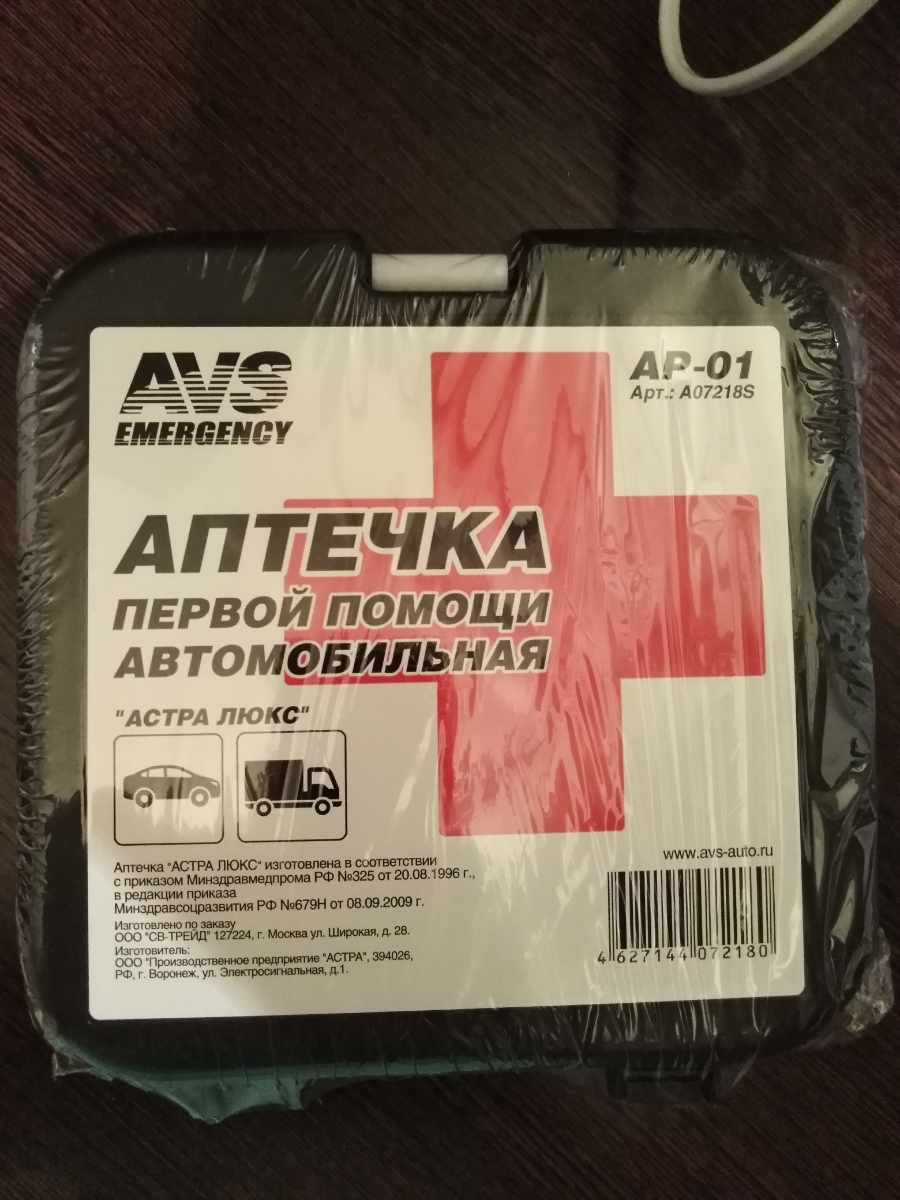 AVS
EMERGENCY
AP-01
Арт.: A07218S
АПТЕЧКА
ПЕРВОЙ ПОМОЩИ
АВТОМОБИЛЬНАЯ
"АСТРА ЛЮКС"
Аптечка "АСТРА ЛЮКС" изготовлена в соответствии
с приказом Минздравмедпрома РФ №325 от 20.08.1996 г.,
в редакции приказа
Минздравсоцразвития РФ №679Н от 08.09.2009 г.
Изготовлено по заказу
ООО "СВ-ТРЕЙД" 127224, г. Москва ул. Широкая, д. 28.
Изготовитель:
ООО "Производственное предприятие "АСТРА", 394026,
РФ, г. Воронеж, ул. Электросигнальная, д.1.
www.avs-auto.ru
4 627144 072180